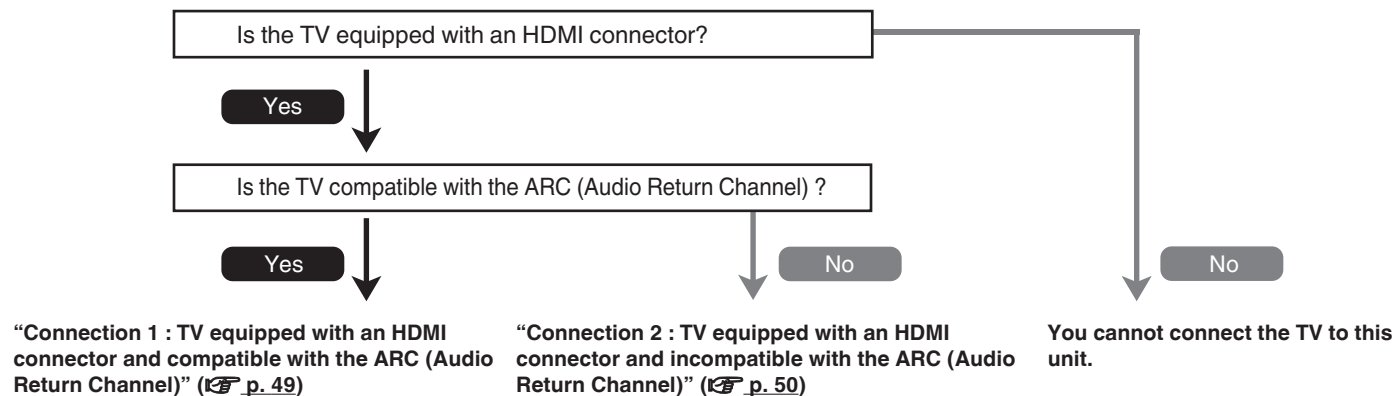 Is the TV equipped with an HDMI connector?
Yes
Is the TV compatible with the ARC (Audio Return Channel) ?
Yes
No
No
“Connection 1 : TV equipped with an HDMI
connector and compatible with the ARC (Audio
Return Channel)” (☞ p. 49)
“Connection 2 : TV equipped with an HDMI
connector and incompatible with the ARC (Audio
Return Channel)” (☞ p. 50)
You cannot connect the TV to this
unit.